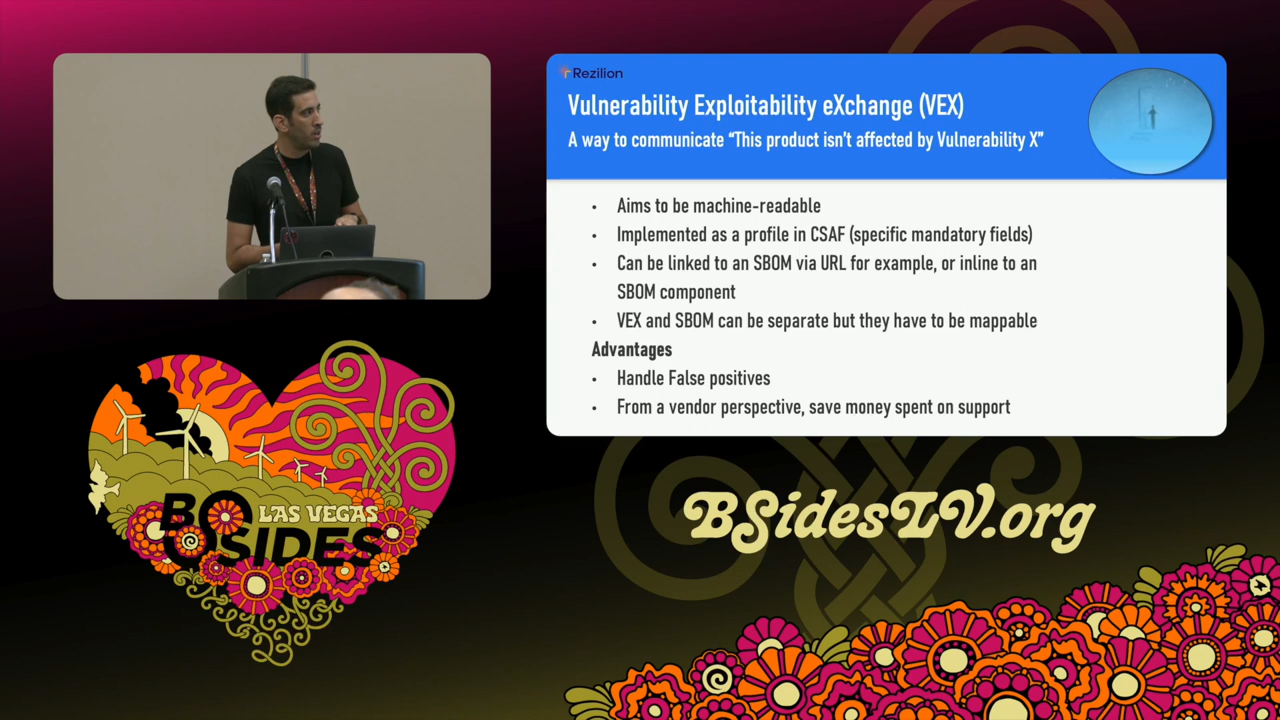 Rezilion
Vulnerability Exploitability eXchange (VEX)
A way to communicate “This product isn’t affected by Vulnerability X”
• Aims to be machine-readable
• Implemented as a profile in CSAF (specific mandatory fields)
• Can be linked to an SBOM via URL for example, or inline to an
SBOM component
• VEX and SBOM can be separate but they have to be mappable
Advantages
• Handle False positives
• From a vendor perspective, save money spent on support
LAS VEGAS
BSIDES
23
BSidesLV.org